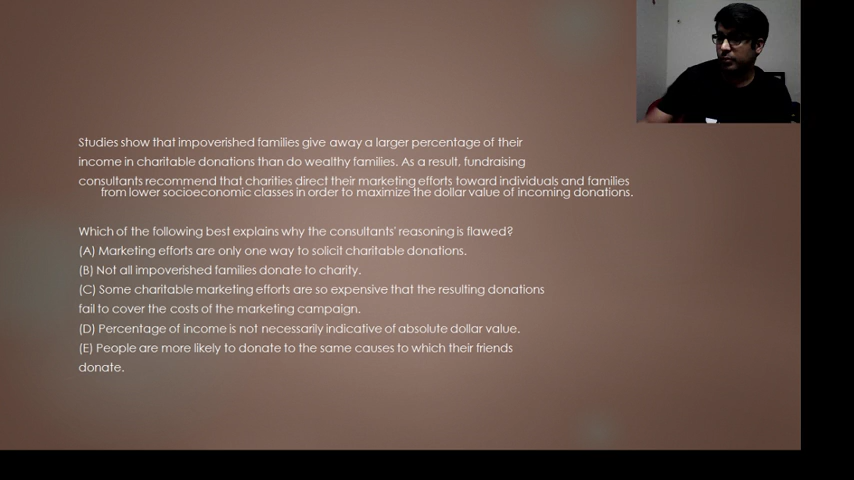 Studies show that impoverished families give away a larger percentage of their
income in charitable donations than do wealthy families. As a result, fundraising
consultants recommend that charities direct their marketing efforts toward individuals and families
from lower socioeconomic classes in order to maximize the dollar value of incoming donations.
Which of the following best explains why the consultants' reasoning is flawed?
(A) Marketing efforts are only one way to solicit charitable donations.
(B) Not all impoverished families donate to charity.
(C) Some charitable marketing efforts are so expensive that the resulting donations
fail to cover the costs of the marketing campaign.
(D) Percentage of income is not necessarily indicative of absolute dollar value.
(E) People are more likely to donate to the same causes to which their friends
donate.